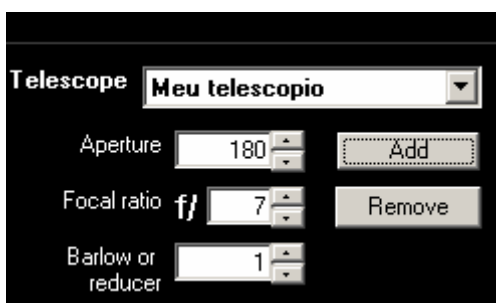 Telescope Meu telescopio
Aperture 180 Add
Focal ratio f/ 7 Remove
Barlow or
reducer 1